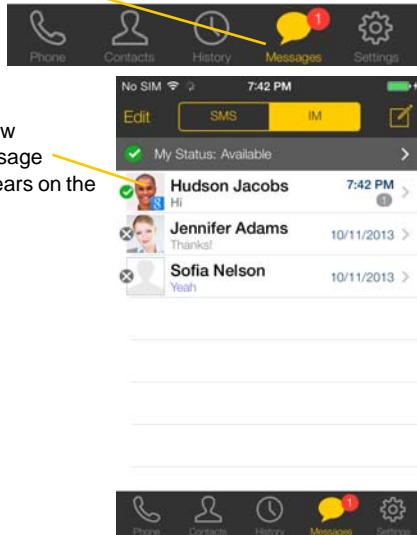 1
Phone Contacts History Messages Settings
No SIM 7:42 PM
Edit SMS IM
My Status: Available
ew
sage
ears on the
Hudson Jacobs 7:42 PM
Hi 1
Jennifer Adams 10/11/2013
Thanks!
Sofia Nelson 10/11/2013
Yeah
1
Phone Contacts History Messages Settings